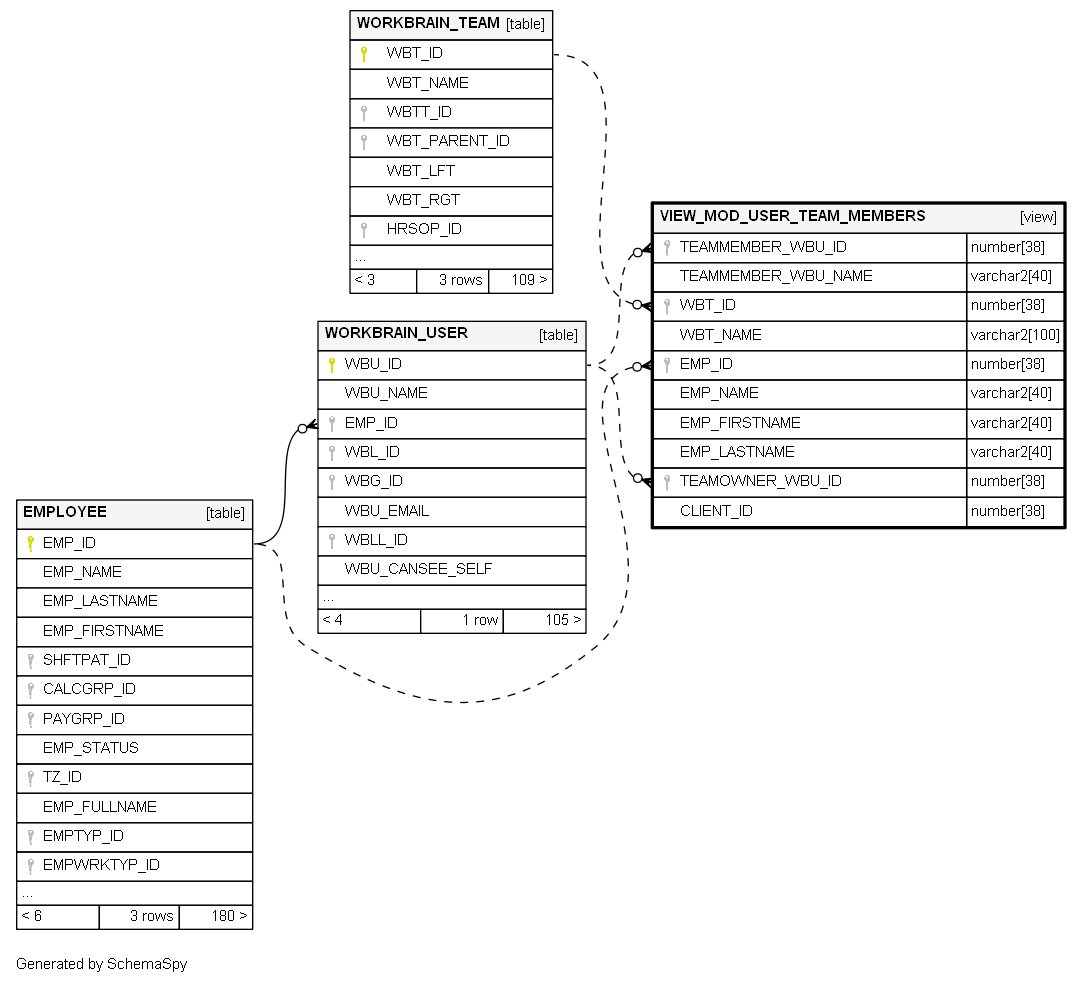 WORKBRAIN_TEAM [table]
WBT_ID
WBT_NAME
WBTT_ID
WBT_PARENT_ID
WBT_LFT
WBT_RGT
HRSOP_ID
...
< 3 3 rows 109 >
VIEW_MOD_USER_TEAM_MEMBERS [view]
TEAMMEMBER_WBU_ID number[38]
TEAMMEMBER_WBU_NAME varchar2[40]
WBT_ID number[38]
WBT_NAME varchar2[100]
EMP_ID number[38]
EMP_NAME varchar2[40]
EMP_FIRSTNAME varchar2[40]
EMP_LASTNAME varchar2[40]
TEAMOWNER_WBU_ID number[38]
CLIENT_ID number[38]
WORKBRAIN_USER [table]
WBU_ID
WBU_NAME
EMP_ID
WBL_ID
WBG_ID
WBU_EMAIL
WBLL_ID
WBU_CANSEE_SELF
...
< 4 1 row 105 >
EMPLOYEE [table]
EMP_ID
EMP_NAME
EMP_LASTNAME
EMP_FIRSTNAME
SHFTPAT_ID
CALCGRP_ID
PAYGRP_ID
EMP_STATUS
TZ_ID
EMP_FULLNAME
EMPTYP_ID
EMPWRKTYP_ID
...
< 6 3 rows 180 >
Generated by SchemaSpy